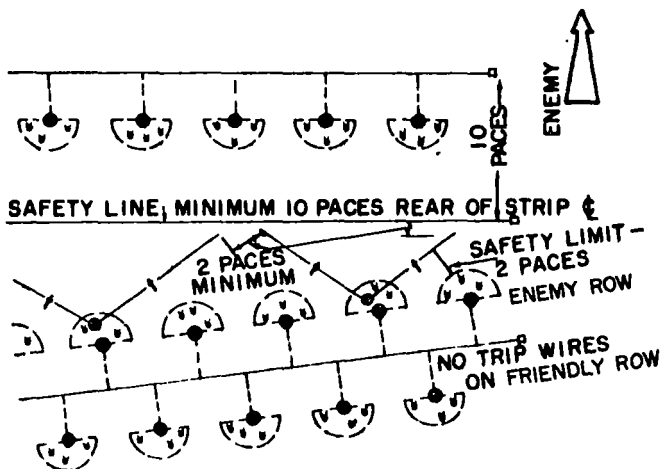 ENEMY
10
PACES
SAFETY LINE, MINIMUM 10 PACES REAR OF STRIP ℄
2 PACES
MINIMUM
SAFETY LIMIT-
2 PACES
ENEMY ROW
NO TRIP WIRES
ON FRIENDLY ROW